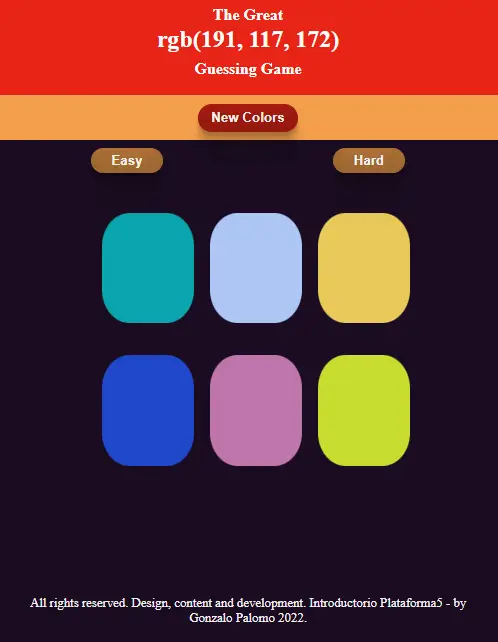 The Great
rgb(191, 117, 172)
Guessing Game
New Colors
Easy
Hard
All rights reserved. Design, content and development. Introductorio Plataforma5 - by
Gonzalo Palomo 2022.